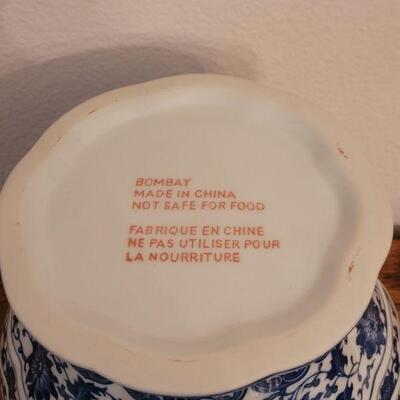 BOMBAY
MADE IN CHINA
NOT SAFE FOR FOOD
FABRIQUE EN CHINE
NE PAS UTILISER POUR
LA NOURRITURE